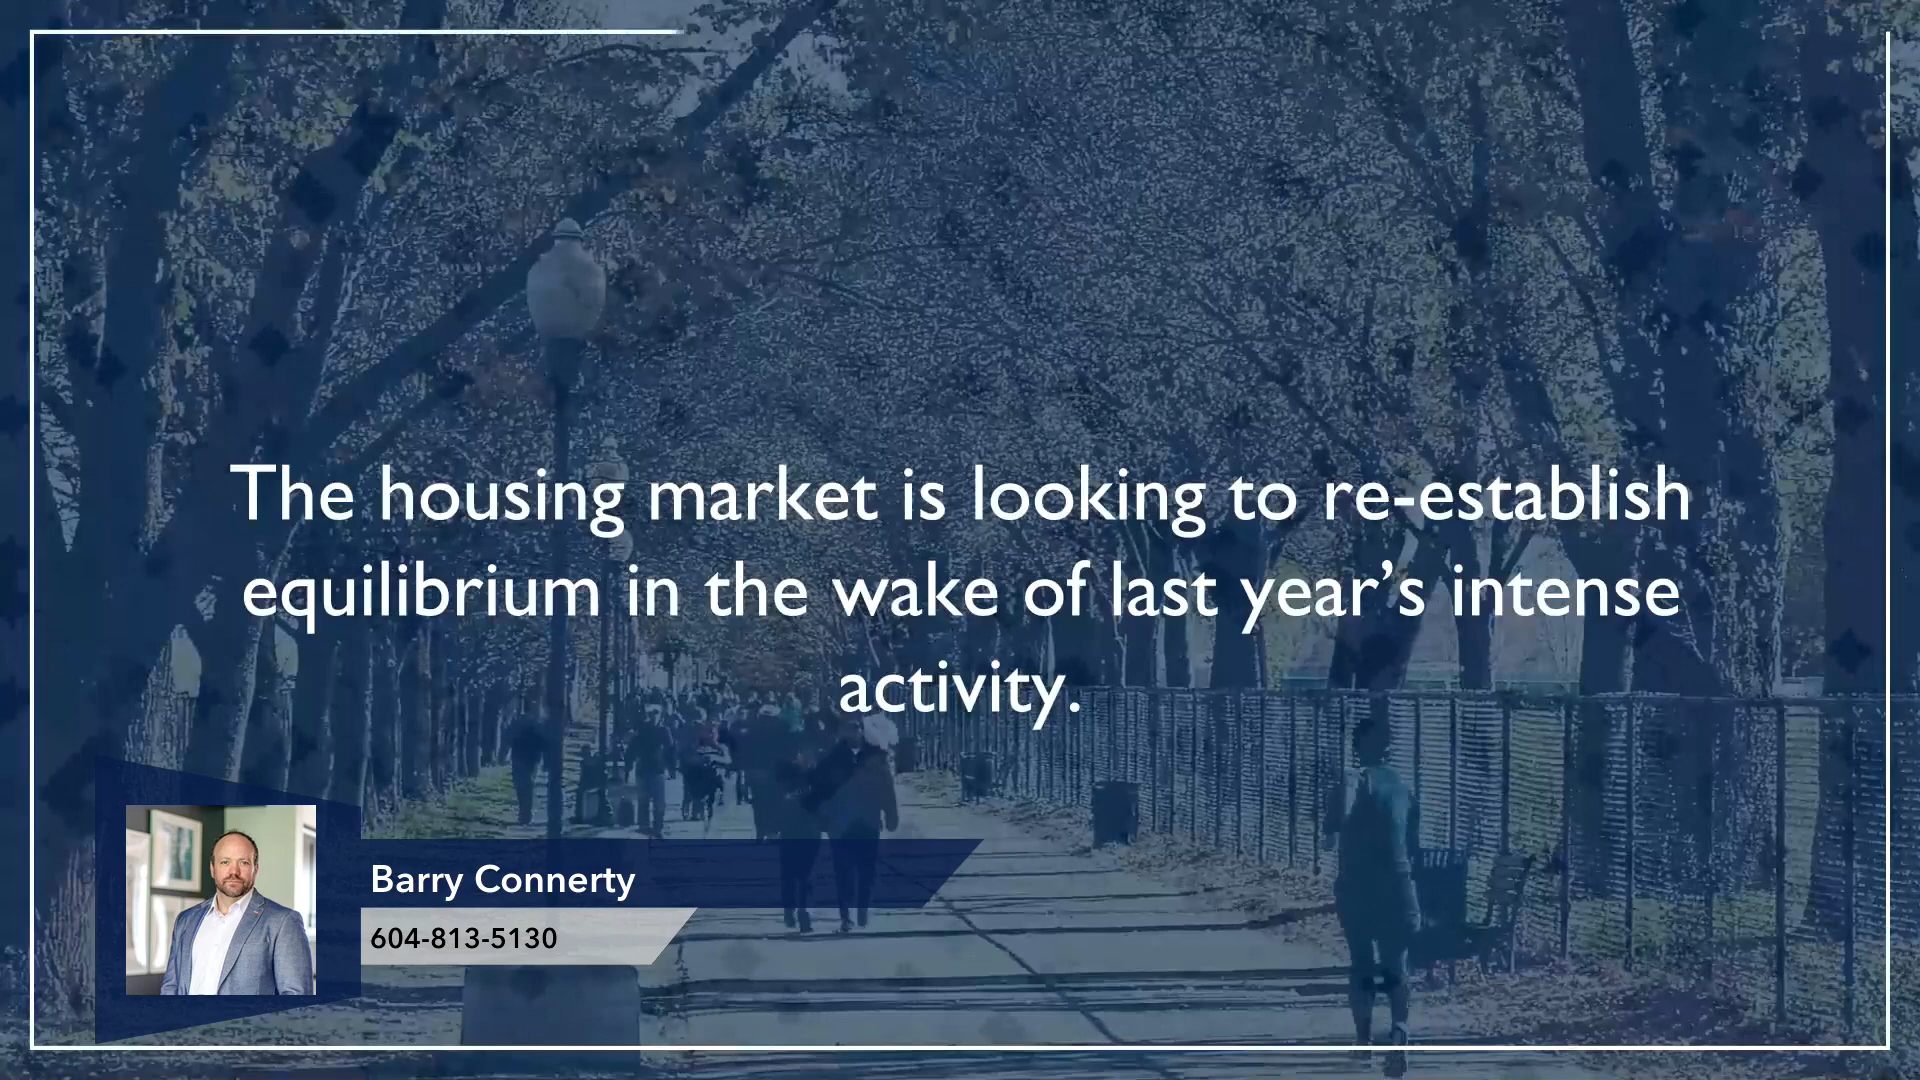 The housing market is looking to re-establish
equilibrium in the wake of last year’s intense
activity.
Barry Connerty
604-813-5130